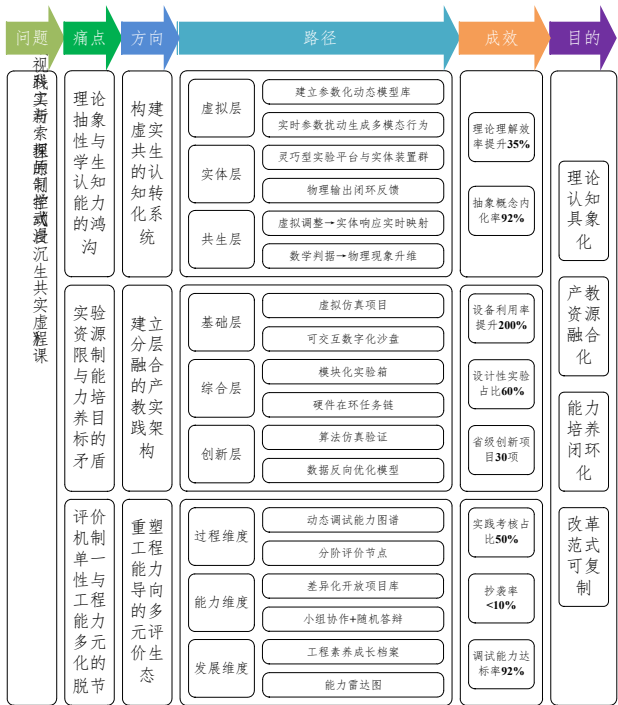 问题
痛点
方向
路径
成效
目的
沉
生
共
实
虚
程
课
理论
抽象
性与
学生
认知
能力
的鸿
沟
构建
虚实
共生
的认
知转
化系
统
虚拟层
建立参数化动态模型库
实时参数扰动生成多模态行为
实体层
灵巧型实验平台与实体装置群
物理输出闭环反馈
共生层
虚拟调整→实体响应实时映射
数学判据→物理现象升维
理论理解效
率提升35%
抽象概念内
化率92%
实验
资源
限制
与能
力培
养目
标的
矛盾
建立
分层
融合
的产
教实
践架
构
基础层
虚拟仿真项目
可交互数字化沙盘
综合层
模块化实验箱
硬件在环任务链
创新层
算法仿真验证
数据反向优化模型
设备利用率
提升200%
设计性实验
占比60%
省级创新项
目30项
评价
机制
单一
性与
工程
能力
多元
化的
脱节
重塑
工程
能力
导向
的多
元评
价生
态
过程维度
动态调试能力图谱
分阶评价节点
能力维度
差异化开放项目库
小组协作+随机答辩
发展维度
工程素养成长档案
能力雷达图
实践考核占
比50%
抄袭率
<10%
调试能力达
标率92%
理论
认知
具象
化
产教
资源
融合
化
能力
培养
闭环
化
改革
范式
可复
制